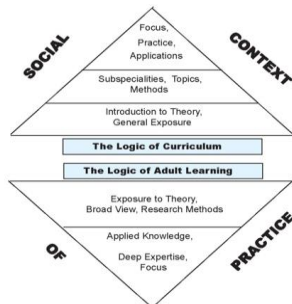 SOCIAL
CONTEXT
Focus,
Practice,
Applications
Subspecialities, Topics,
Methods
Introduction to Theory,
General Exposure
The Logic of Curriculum
The Logic of Adult Learning
Exposure to Theory,
Broad View, Research Methods
Applied Knowledge,
Deep Expertise,
Focus
OF
PRACTICE